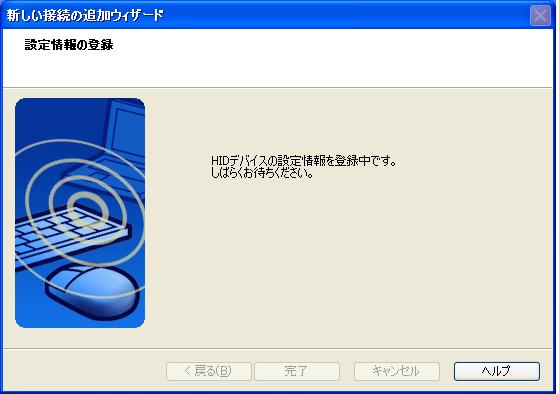 新しい接続の追加ウィザード
設定情報の登録
HIDデバイスの設定情報を登録中です。
しばらくお待ちください。
< 戻る(B)
完了
キャンセル
ヘルプ